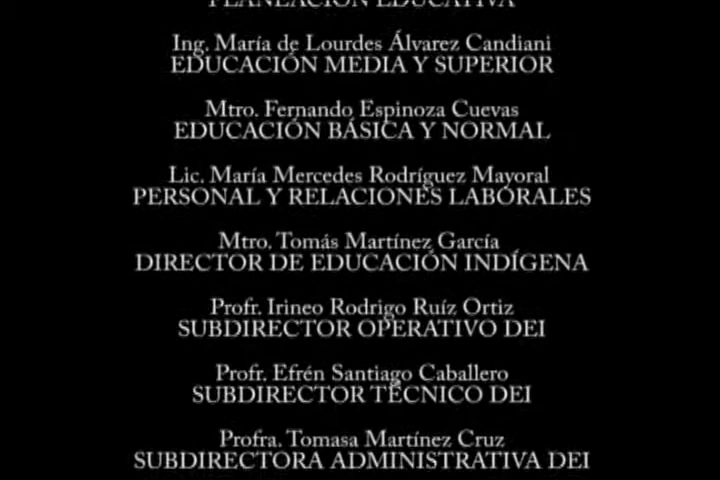 PLANEACIÓN EDUCATIVA
Ing. María de Lourdes Álvarez Candiani
EDUCACIÓN MEDIA Y SUPERIOR
Mtro. Fernando Espinoza Cuevas
EDUCACIÓN BÁSICA Y NORMAL
Lic. María Mercedes Rodríguez Mayoral
PERSONAL Y RELACIONES LABORALES
Mtro. Tomás Martínez García
DIRECTOR DE EDUCACIÓN INDÍGENA
Profr. Irineo Rodrigo Ruíz Ortiz
SUBDIRECTOR OPERATIVO DEI
Profr. Efrén Santiago Caballero
SUBDIRECTOR TÉCNICO DEI
Profra. Tomasa Martínez Cruz
SUBDIRECTORA ADMINISTRATIVA DEI